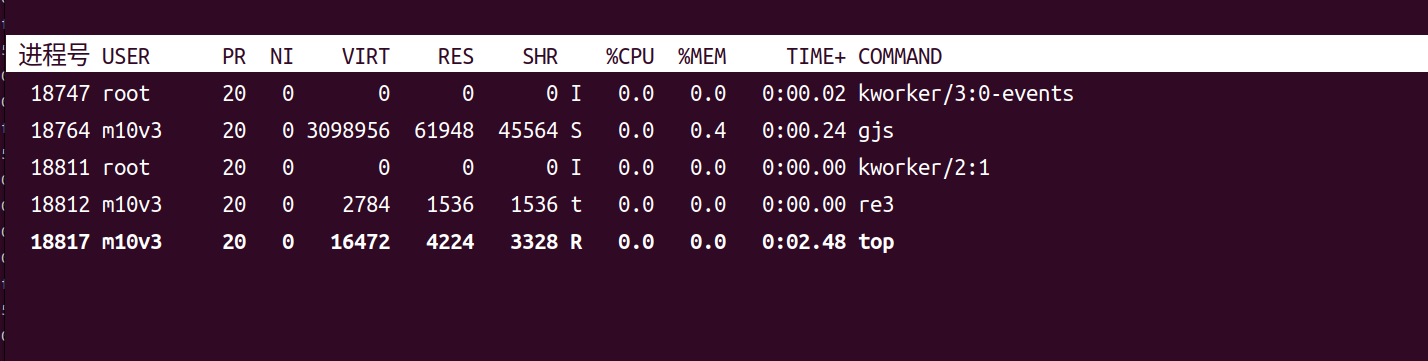 进程号 USER PR NI VIRT RES SHR %CPU %MEM TIME+ COMMAND
18747 root 20 0 0 0 0 I 0.0 0.0 0:00.02 kworker/3:0-events
18764 m10v3 20 0 3098956 61948 45564 S 0.0 0.4 0:00.24 gjs
18811 root 20 0 0 0 0 I 0.0 0.0 0:00.00 kworker/2:1
18812 m10v3 20 0 2784 1536 1536 t 0.0 0.0 0:00.00 re3
18817 m10v3 20 0 16472 4224 3328 R 0.0 0.0 0:02.48 top